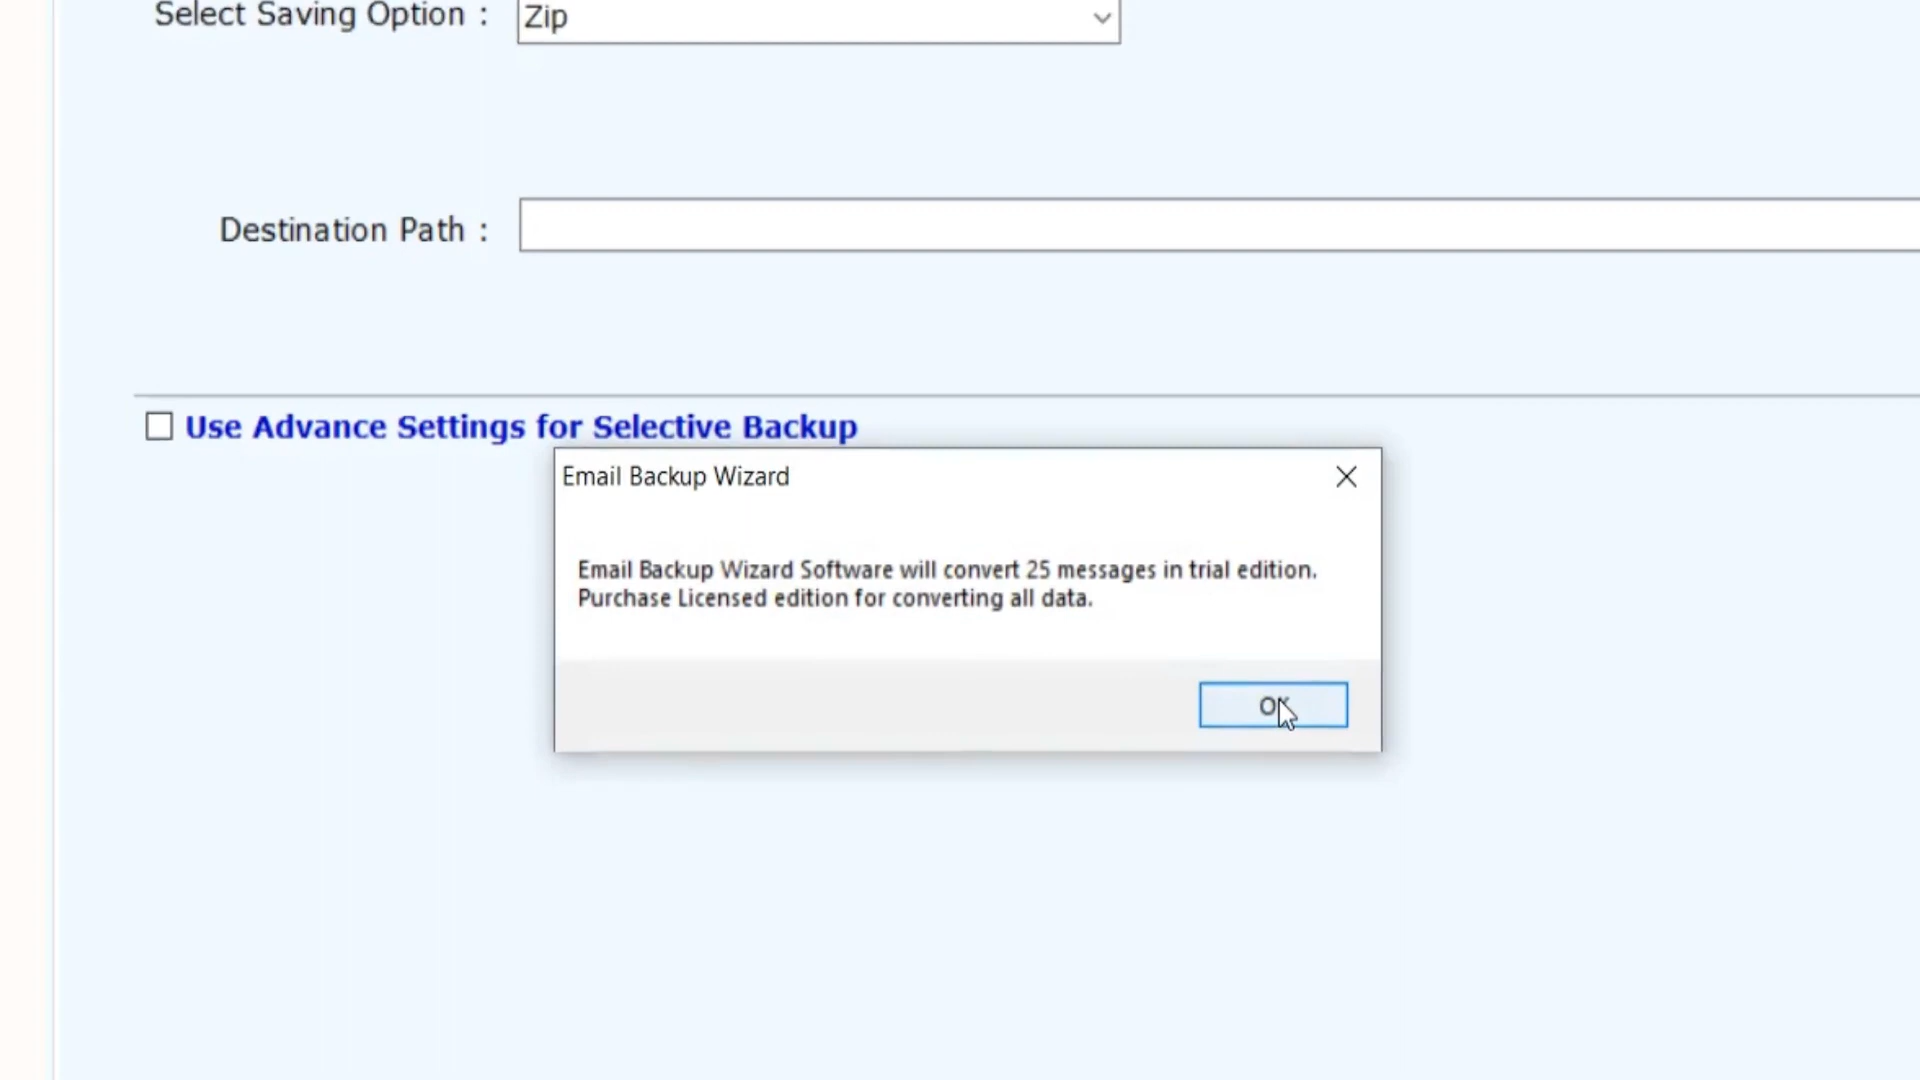 Select Saving Option :
Zip
Destination Path :
Use Advance Settings for Selective Backup
Email Backup Wizard
Email Backup Wizard Software will convert 25 messages in trial edition.
Purchase Licensed edition for converting all data.
OK